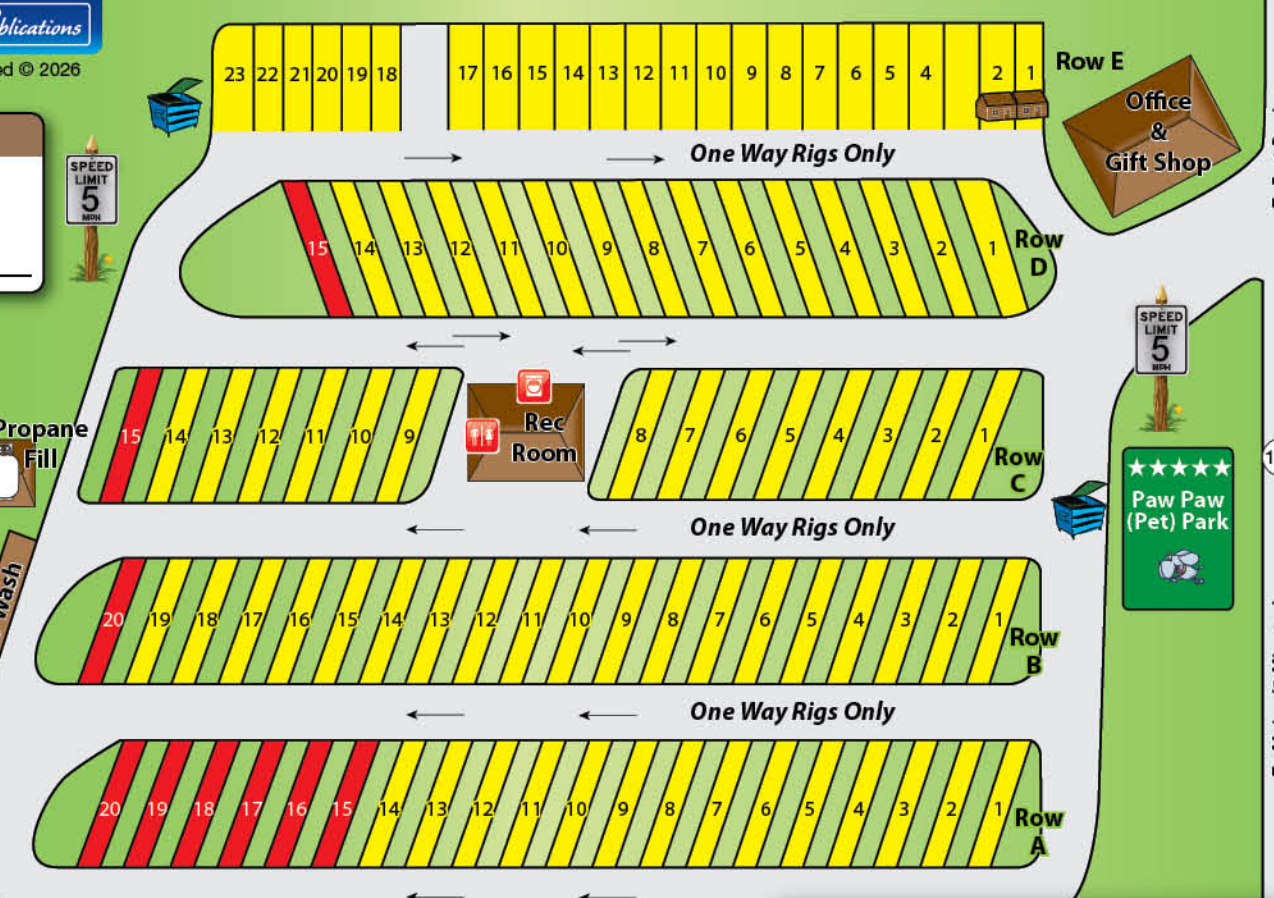 blications
ed © 2026
23 22 21 20 19 18 17 16 15 14 13 12 11 10 9 8 7 6 5 4 2 1
Row E
Office
&
Gift Shop
One Way Rigs Only
SPEED
LIMIT
5
MPH
15 14 13 12 11 10 9 8 7 6 5 4 3 2 1
Row
D
SPEED
LIMIT
5
MPH
Propane
Fill
15 14 13 12 11 10 9
Rec
Room
8 7 6 5 4 3 2 1
Row
C
Paw Paw
(Pet) Park
One Way Rigs Only
wash
20 19 18 17 16 15 14 13 12 11 10 9 8 7 6 5 4 3 2 1
Row
B
One Way Rigs Only
20 19 18 17 16 15 14 13 12 11 10 9 8 7 6 5 4 3 2 1
Row
A